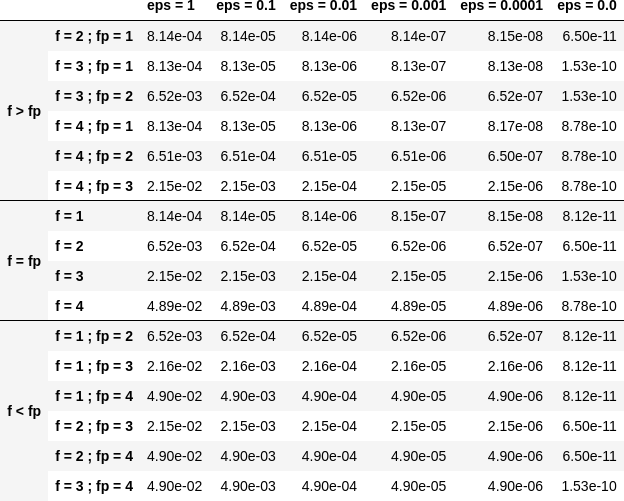 eps = 1 eps = 0.1 eps = 0.01 eps = 0.001 eps = 0.0001 eps = 0.0
f > fp
f = 2 ; fp = 1 8.14e-04 8.14e-05 8.14e-06 8.14e-07 8.15e-08 6.50e-11
f = 3 ; fp = 1 8.13e-04 8.13e-05 8.13e-06 8.13e-07 8.13e-08 1.53e-10
f = 3 ; fp = 2 6.52e-03 6.52e-04 6.52e-05 6.52e-06 6.52e-07 1.53e-10
f = 4 ; fp = 1 8.13e-04 8.13e-05 8.13e-06 8.13e-07 8.17e-08 8.78e-10
f = 4 ; fp = 2 6.51e-03 6.51e-04 6.51e-05 6.51e-06 6.50e-07 8.78e-10
f = 4 ; fp = 3 2.15e-02 2.15e-03 2.15e-04 2.15e-05 2.15e-06 8.78e-10
f = fp
f = 1 8.14e-04 8.14e-05 8.14e-06 8.15e-07 8.15e-08 8.12e-11
f = 2 6.52e-03 6.52e-04 6.52e-05 6.52e-06 6.52e-07 6.50e-11
f = 3 2.15e-02 2.15e-03 2.15e-04 2.15e-05 2.15e-06 1.53e-10
f = 4 4.89e-02 4.89e-03 4.89e-04 4.89e-05 4.89e-06 8.78e-10
f < fp
f = 1 ; fp = 2 6.52e-03 6.52e-04 6.52e-05 6.52e-06 6.52e-07 8.12e-11
f = 1 ; fp = 3 2.16e-02 2.16e-03 2.16e-04 2.16e-05 2.16e-06 8.12e-11
f = 1 ; fp = 4 4.90e-02 4.90e-03 4.90e-04 4.90e-05 4.90e-06 8.12e-11
f = 2 ; fp = 3 2.15e-02 2.15e-03 2.15e-04 2.15e-05 2.15e-06 6.50e-11
f = 2 ; fp = 4 4.90e-02 4.90e-03 4.90e-04 4.90e-05 4.90e-06 6.50e-11
f = 3 ; fp = 4 4.90e-02 4.90e-03 4.90e-04 4.90e-05 4.90e-06 1.53e-10